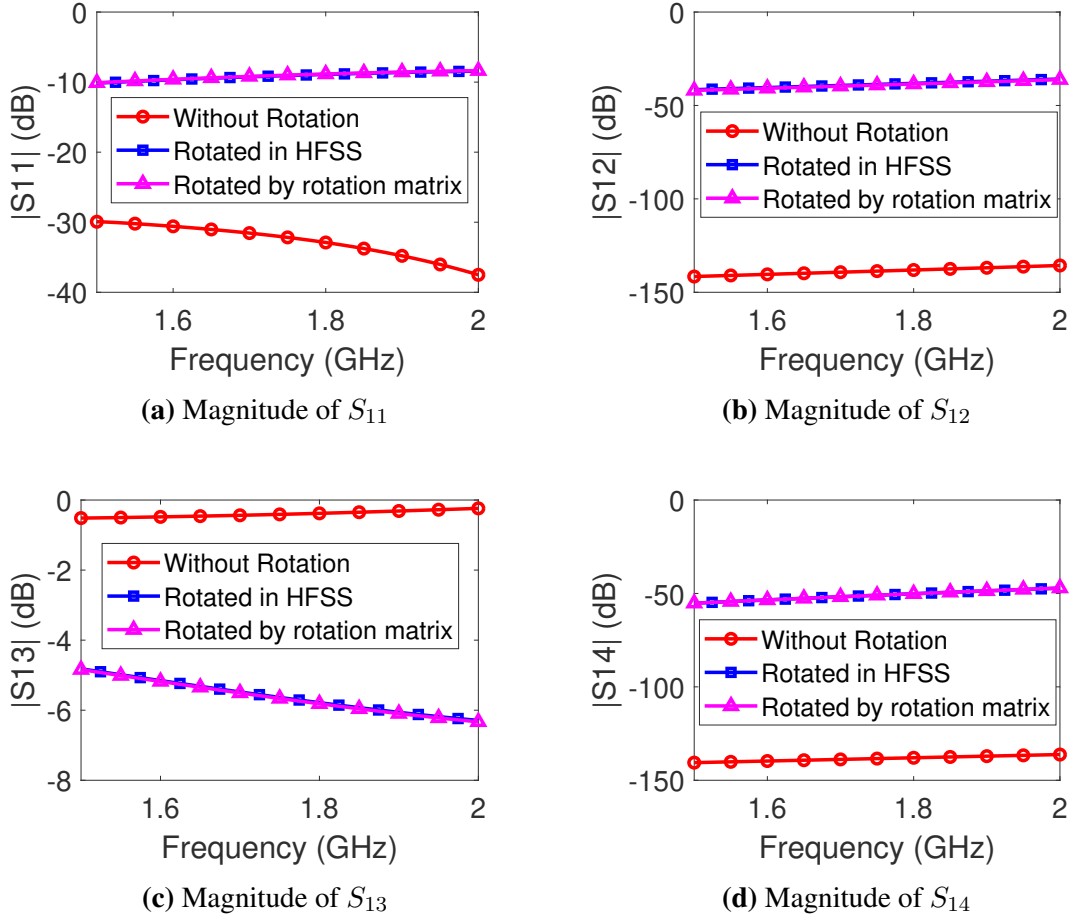 0
-10
-20
-30
-40
|S11| (dB)
Without Rotation
Rotated in HFSS
Rotated by rotation matrix
1.6 1.8 2
Frequency (GHz)
(a) Magnitude of S11
0
-50
-100
-150
|S12| (dB)
Without Rotation
Rotated in HFSS
Rotated by rotation matrix
1.6 1.8 2
Frequency (GHz)
(b) Magnitude of S12
0
-2
-4
-6
-8
|S13| (dB)
Without Rotation
Rotated in HFSS
Rotated by rotation matrix
1.6 1.8 2
Frequency (GHz)
(c) Magnitude of S13
0
-50
-100
-150
|S14| (dB)
Without Rotation
Rotated in HFSS
Rotated by rotation matrix
1.6 1.8 2
Frequency (GHz)
(d) Magnitude of S14